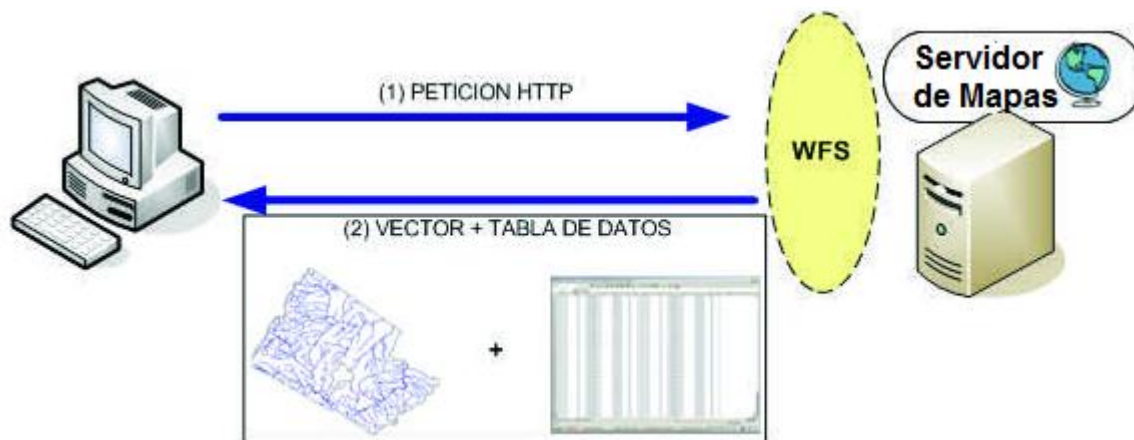 Servidor
de Mapas
(1) PETICION HTTP
WFS
(2) VECTOR + TABLA DE DATOS
+